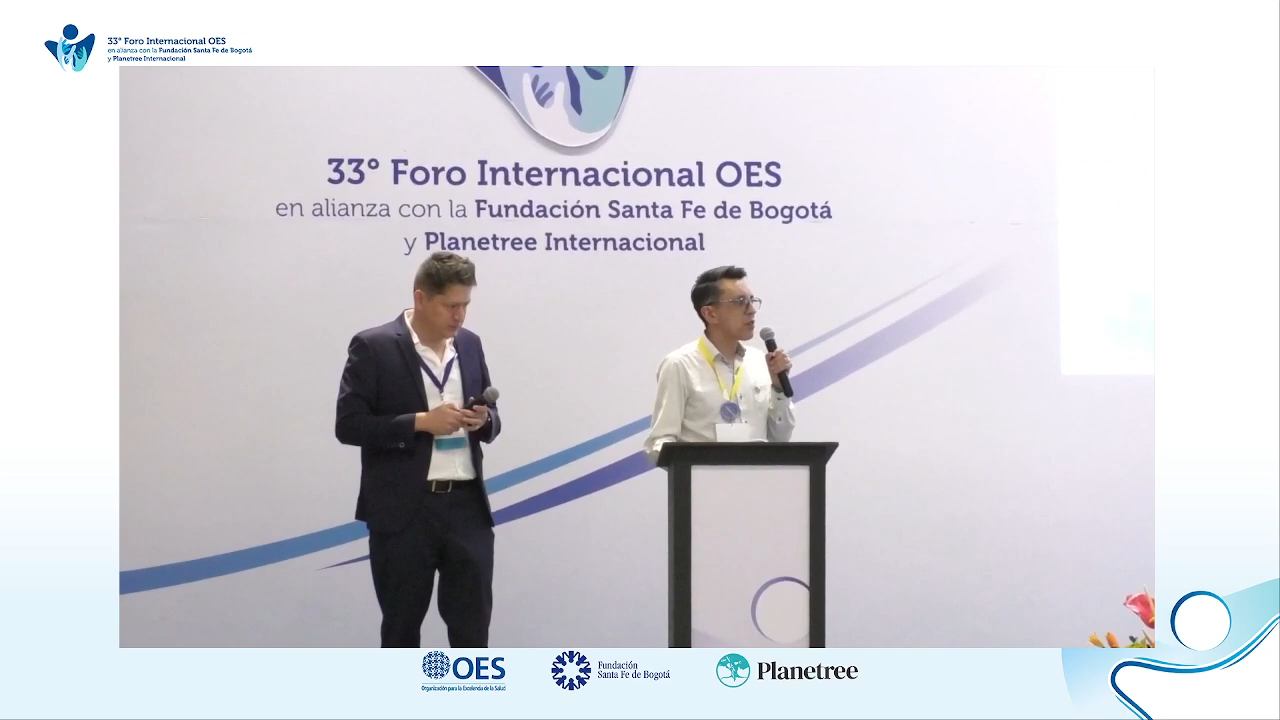 33° Foro Internacional OES
en alianza con la Fundación Santa Fe de Bogotá
y Planetree Internacional
33° Foro Internacional OES
en alianza con la Fundación Santa Fe de Bogotá
y Planetree Internacional
OES
Organización para la Excelencia de la Salud
Fundación
Santa Fe de Bogotá
Planetree